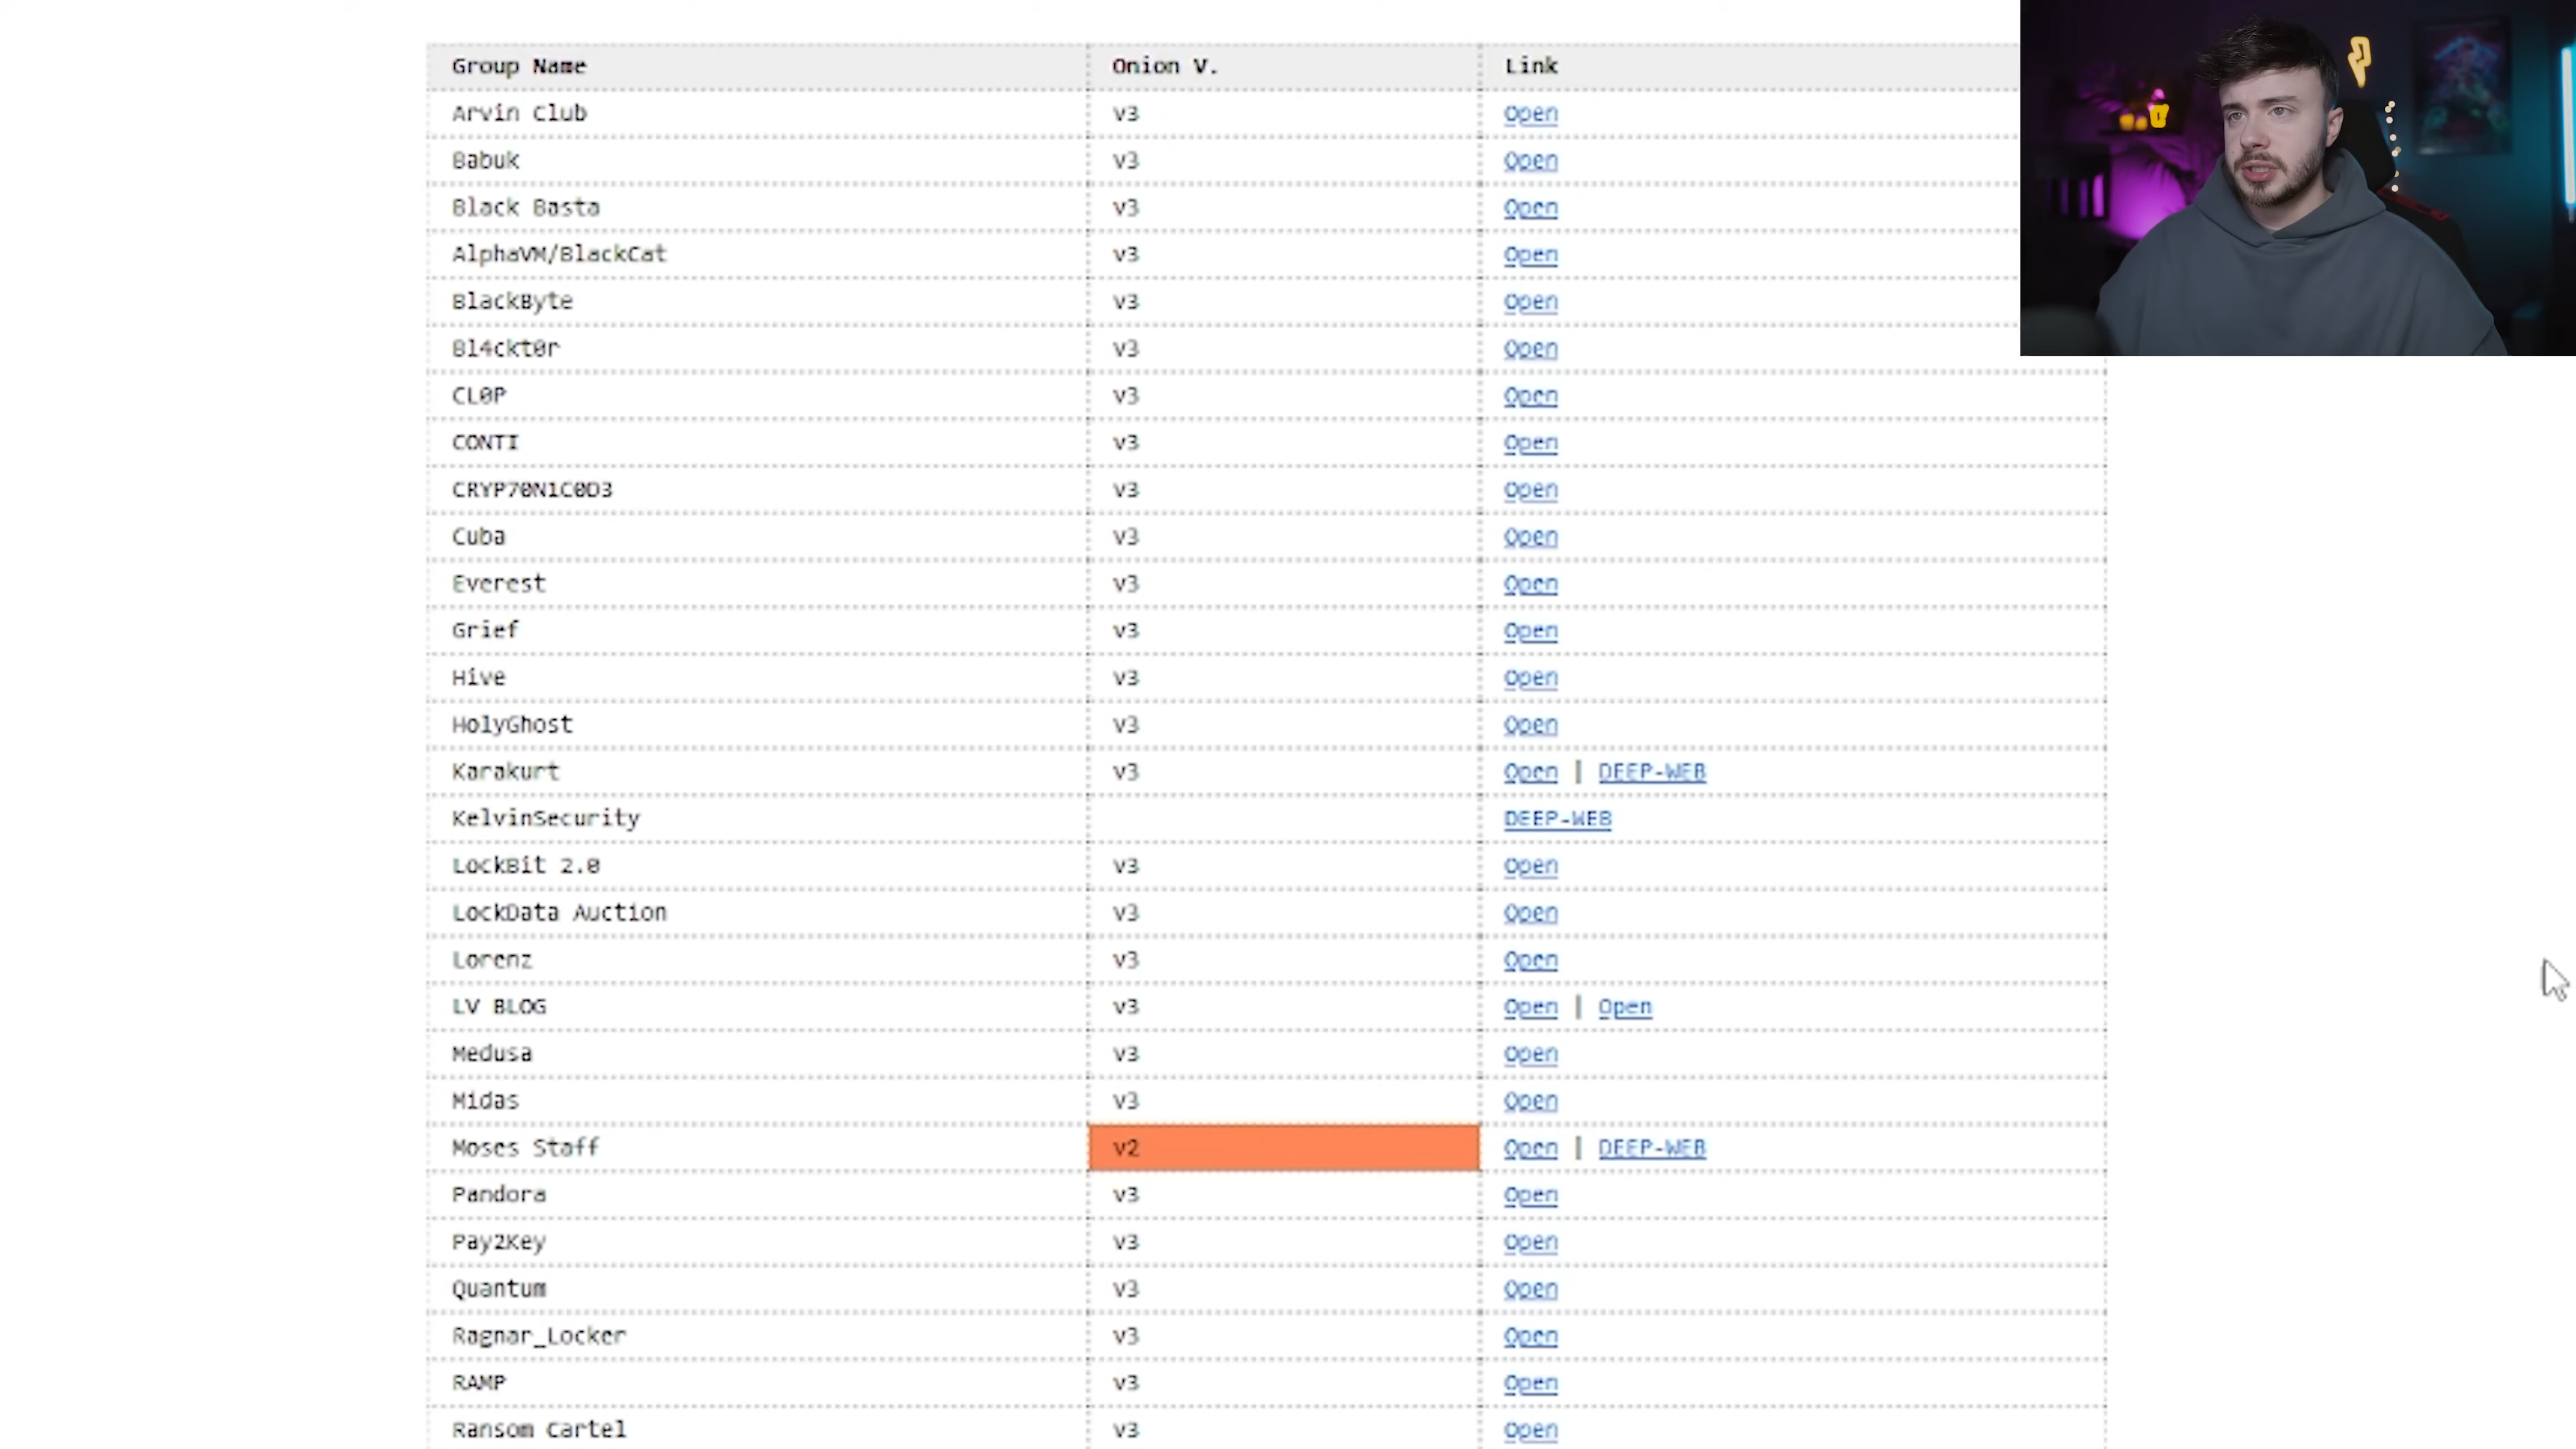 Group Name Onion V. Link
Arvin Club v3 Open
Babuk v3 Open
Black Basta v3 Open
AlphaVM/BlackCat v3 Open
BlackByte v3 Open
Bl4ckt0r v3 Open
CL0P v3 Open
CONTI v3 Open
CRYP70N1C0D3 v3 Open
Cuba v3 Open
Everest v3 Open
Grief v3 Open
Hive v3 Open
HolyGhost v3 Open
Karakurt v3 Open | DEEP-WEB
KelvinSecurity DEEP-WEB
LockBit 2.0 v3 Open
LockData Auction v3 Open
Lorenz v3 Open
LV BLOG v3 Open | Open
Medusa v3 Open
Midas v3 Open
Moses Staff v2 Open | DEEP-WEB
Pandora v3 Open
Pay2Key v3 Open
Quantum v3 Open
Ragnar_Locker v3 Open
RAMP v3 Open
Ransom Cartel v3 Open